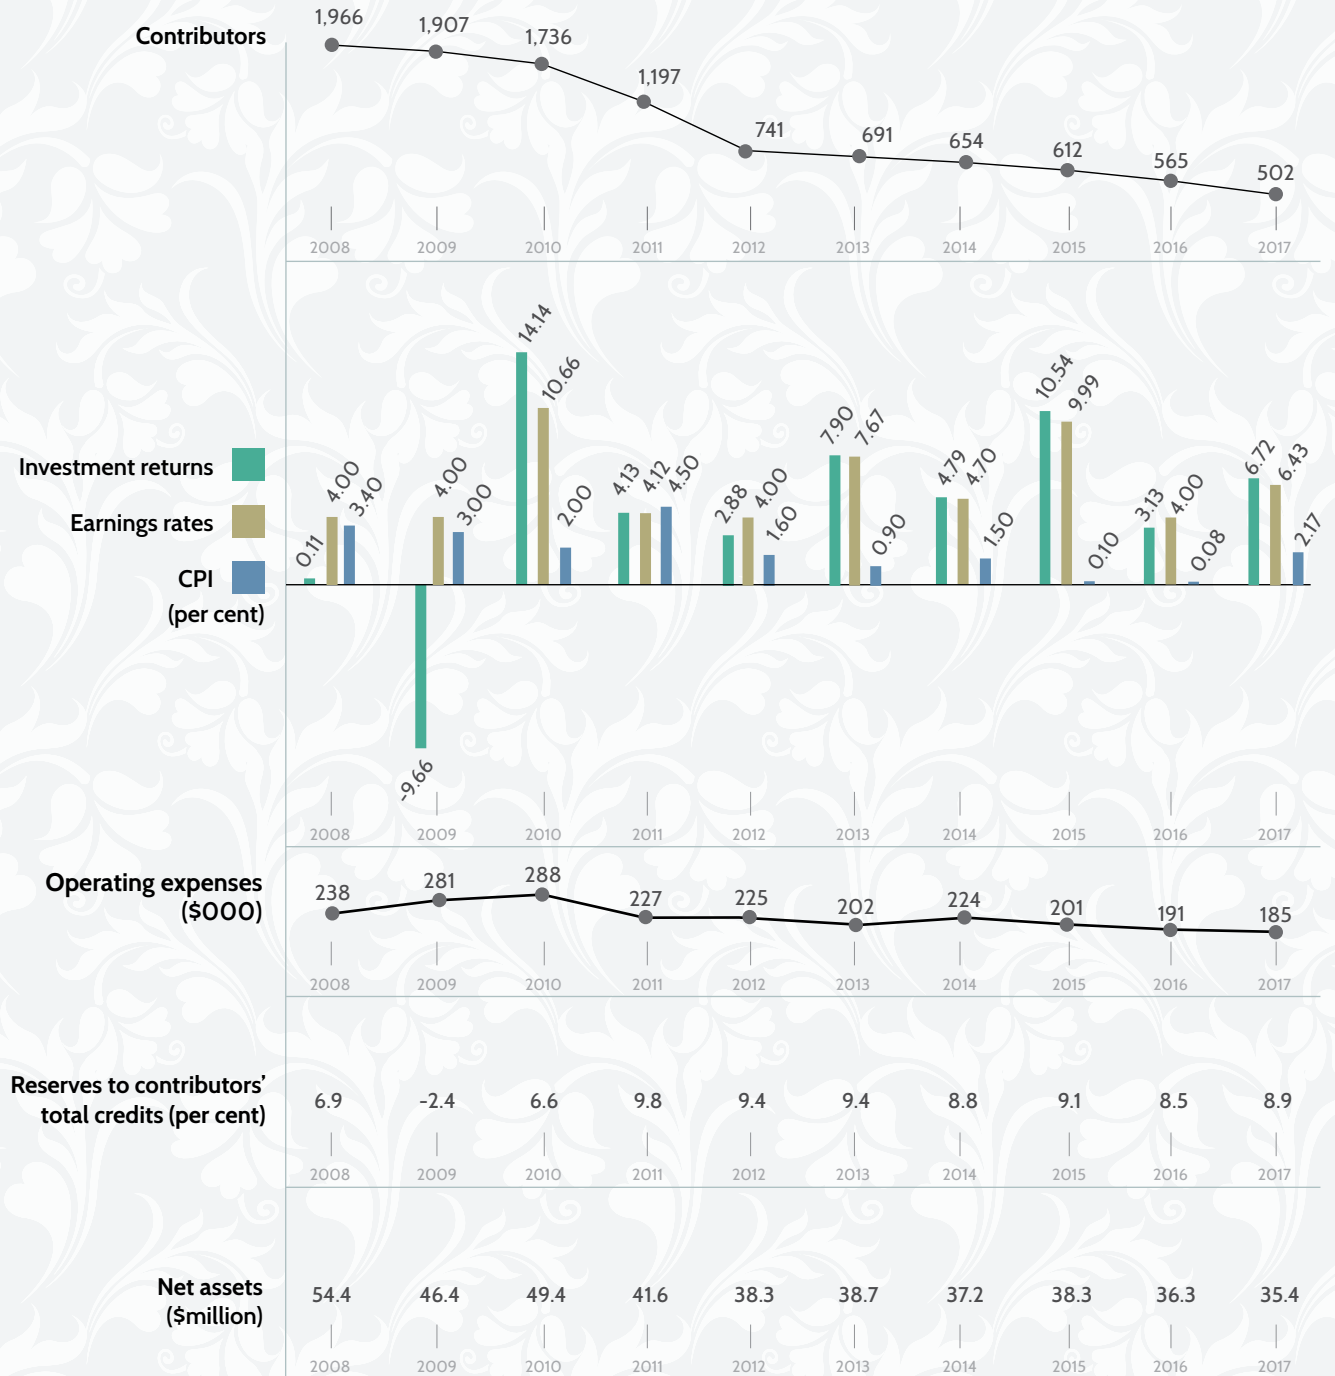 Contributors
1,966 1,907 1,736 1,197 741 691 654 612 565 502
2008 2009 2010 2011 2012 2013 2014 2015 2016 2017
Investment returns
Earnings rates
CPI
(per cent)
0.11 4.00 3.40 -9.66 4.00 3.00 14.14 10.66 2.00 4.13 4.12 4.50 2.88 4.00 1.60 7.90 7.67 0.90 4.79 4.70 1.50 10.54 9.99 0.10 3.13 4.00 0.08 6.72 6.43 2.17
2008 2009 2010 2011 2012 2013 2014 2015 2016 2017
Operating expenses
($000)
238 281 288 227 225 202 224 201 191 185
2008 2009 2010 2011 2012 2013 2014 2015 2016 2017
Reserves to contributors’
total credits (per cent)
6.9 -2.4 6.6 9.8 9.4 9.4 8.8 9.1 8.5 8.9
2008 2009 2010 2011 2012 2013 2014 2015 2016 2017
Net assets
($million)
54.4 46.4 49.4 41.6 38.3 38.7 37.2 38.3 36.3 35.4
2008 2009 2010 2011 2012 2013 2014 2015 2016 2017